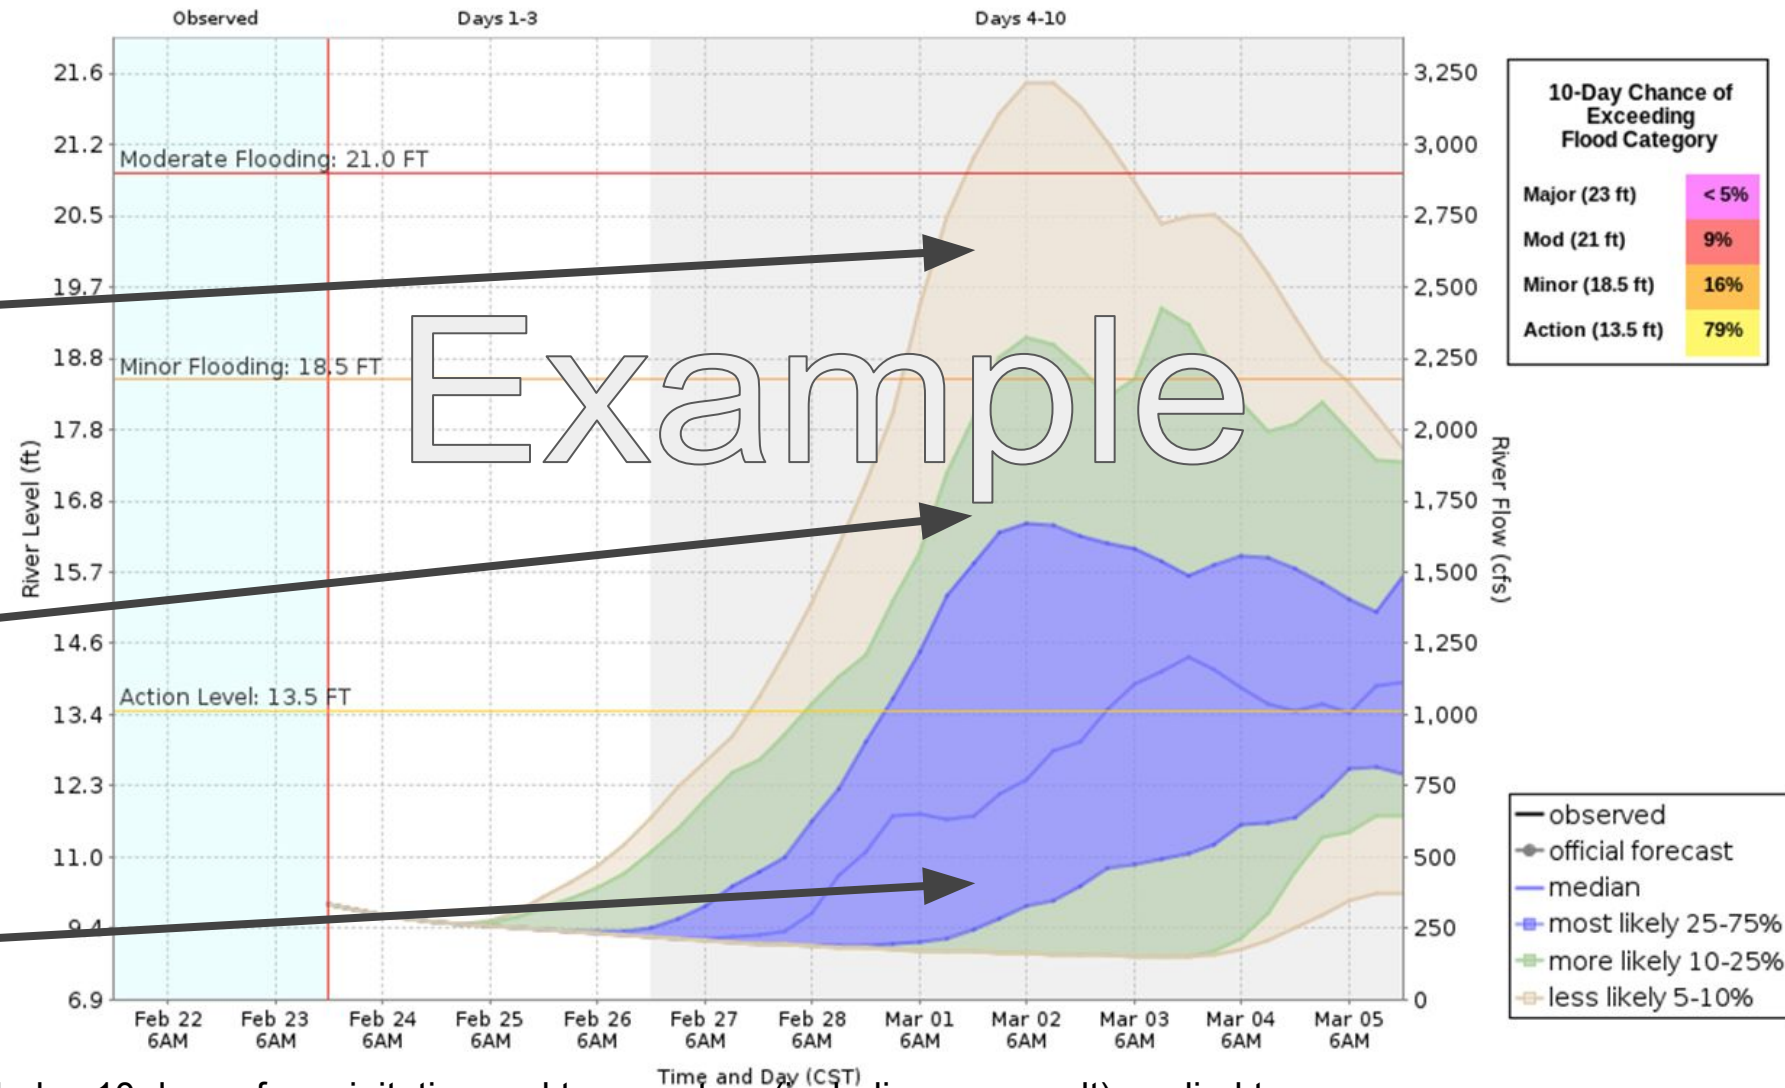 Observed Days 1-3 Days 4-10
21.6 3,250
21.2 3,000
Moderate Flooding: 21.0 FT
20.5 2,750
19.7 2,500
18.8 2,250
Minor Flooding: 18.5 FT
Example
17.8 2,000
16.8 1,750
15.7 1,500
14.6 1,250
Action Level: 13.5 FT
13.4 1,000
12.3 750
11.0 500
9.4 250
6.9 0
River Level (ft)
River Flow (cfs)
Feb 22 Feb 23 Feb 24 Feb 25 Feb 26 Feb 27 Feb 28 Mar 01 Mar 02 Mar 03 Mar 04 Mar 05
6AM 6AM 6AM 6AM 6AM 6AM 6AM 6AM 6AM 6AM 6AM 6AM
Time and Day (CST)
10-Day Chance of
Exceeding
Flood Category
Major (23 ft) < 5%
Mod (21 ft) 9%
Minor (18.5 ft) 16%
Action (13.5 ft) 79%
observed
official forecast
median
most likely 25-75%
more likely 10-25%
less likely 5-10%